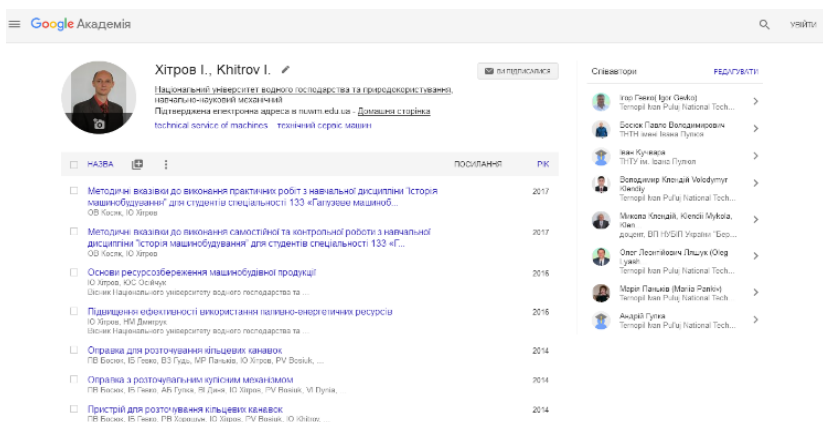 Google Академія
УВІЙТИ
Хітров І., Khitrov I.
ВИ ПІДПИСАЛИСЯ
Національний університет водного господарства та природокористування,
навчально-науковий механічний
Підтверджена електронна адреса в nuwm.edu.ua - Домашня сторінка
technical service of machines технічний сервіс машин
НАЗВА ПОСИЛАННЯ РІК
Методичні вказівки до виконання практичних робіт з навчальної дисципліни "Історія 2017
машинобудування" для студентів спеціальності 133 «Галузеве машиноб...
ОВ Косяк, ІО Хітров
Методичні вказівки до виконання самостійної та контрольної роботи з навчальної 2017
дисципліни "Історія машинобудування" для студентів спеціальності 133 «Г...
ОВ Косяк, ІО Хітров
Основи ресурсозбереження машинобудівної продукції 2016
ІО Хітров, ЮС Осійчук
Вісник Національного університету водного господарства та ...
Підвищення ефективності використання паливно-енергетичних ресурсів 2016
ІО Хітров, НМ Дмитрук
Вісник Національного університету водного господарства та ...
Оправка для розточування кільцевих канавок 2014
ПВ Босюк, ІБ Гевко, ВЗ Гудь, МР Паньків, ІО Хітров, PV Bosiuk, ...
Оправка з розточувальним кулісним механізмом 2014
ПВ Босюк, ІБ Гевко, АБ Гупка, ВІ Диня, ІО Хітров, PV Bosiuk, VI Dynia, ...
Пристрій для розточування кільцевих канавок 2014
ПВ Босюк, ІБ Гевко, РВ Хорошун, ІО Хітров, PV Bosiuk, IO Khitrov, ...
Співавтори РЕДАГУВАТИ
Ігор Гевко( Igor Gevko)
Ternopil Ivan Puluj National Tech...
Босюк Павло Володимирович
ТНТУ імені Івана Пулюя
Іван Кучвара
ТНТУ ім. Івана Пулюя
Володимир Клендій Volodymyr
Klendiy
Ternopil Ivan Puluj National Tech...
Микола Клендій, Klendii Mykola,
Klen
доцент, ВП НУБІП України "Бер...
Олег Леонтійович Ляшук (Oleg
Lyash
Ternopil Ivan Puluj National Tech...
Марія Паньків (Mariia Pankiv)
Ternopil Ivan Pul'uj National Tech...
Андрій Гупка
Ternopil Ivan Pul'uj National Tech...